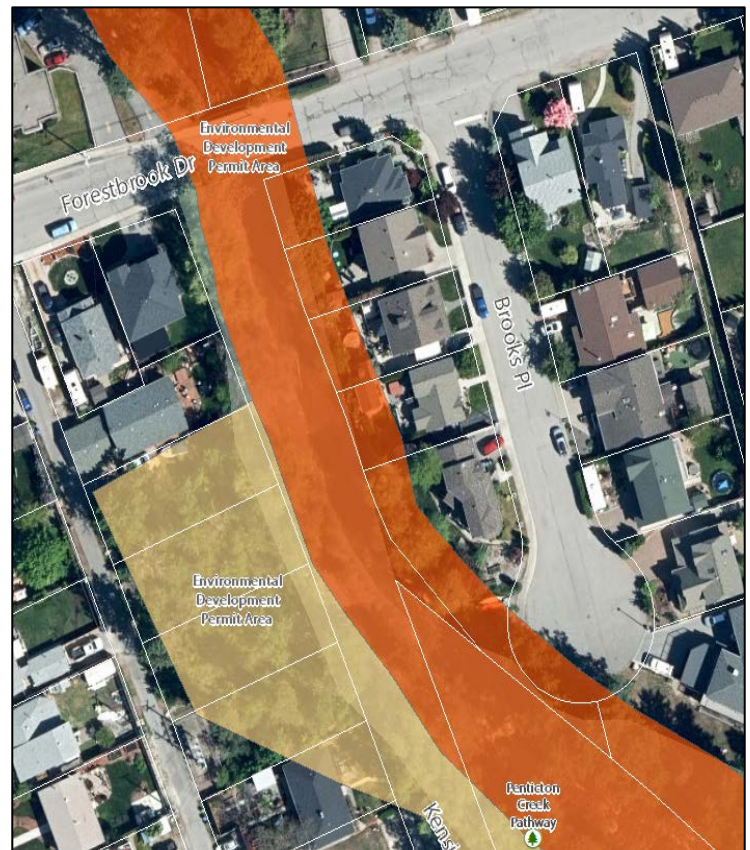 Environmental
Development
Permit Area
Forestbrook Dr
Brooks Pl
Environmental
Development
Permit Area
Penticton
Creek
Pathway